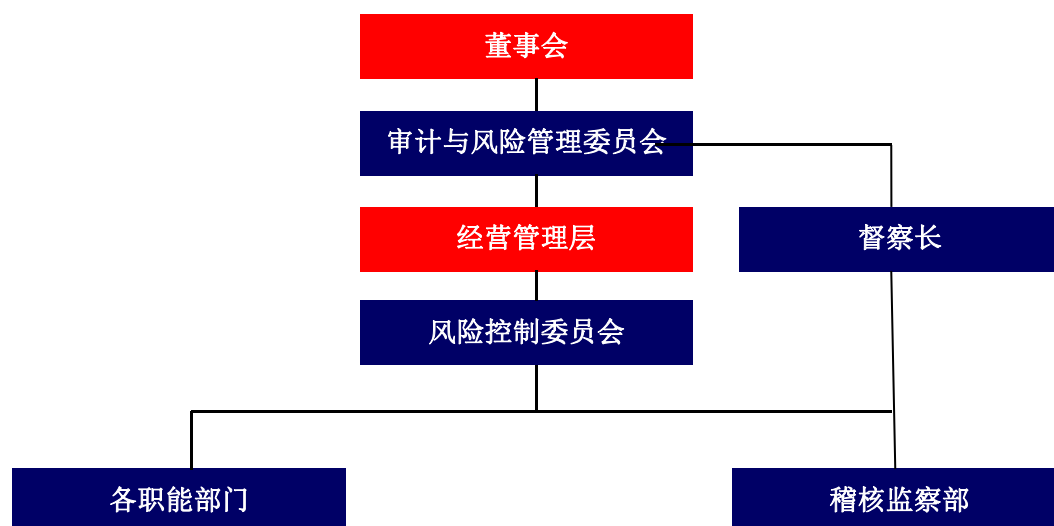 董事会
审计与风险管理委员会
经营管理层
督察长
风险控制委员会
各职能部门
稽核监察部